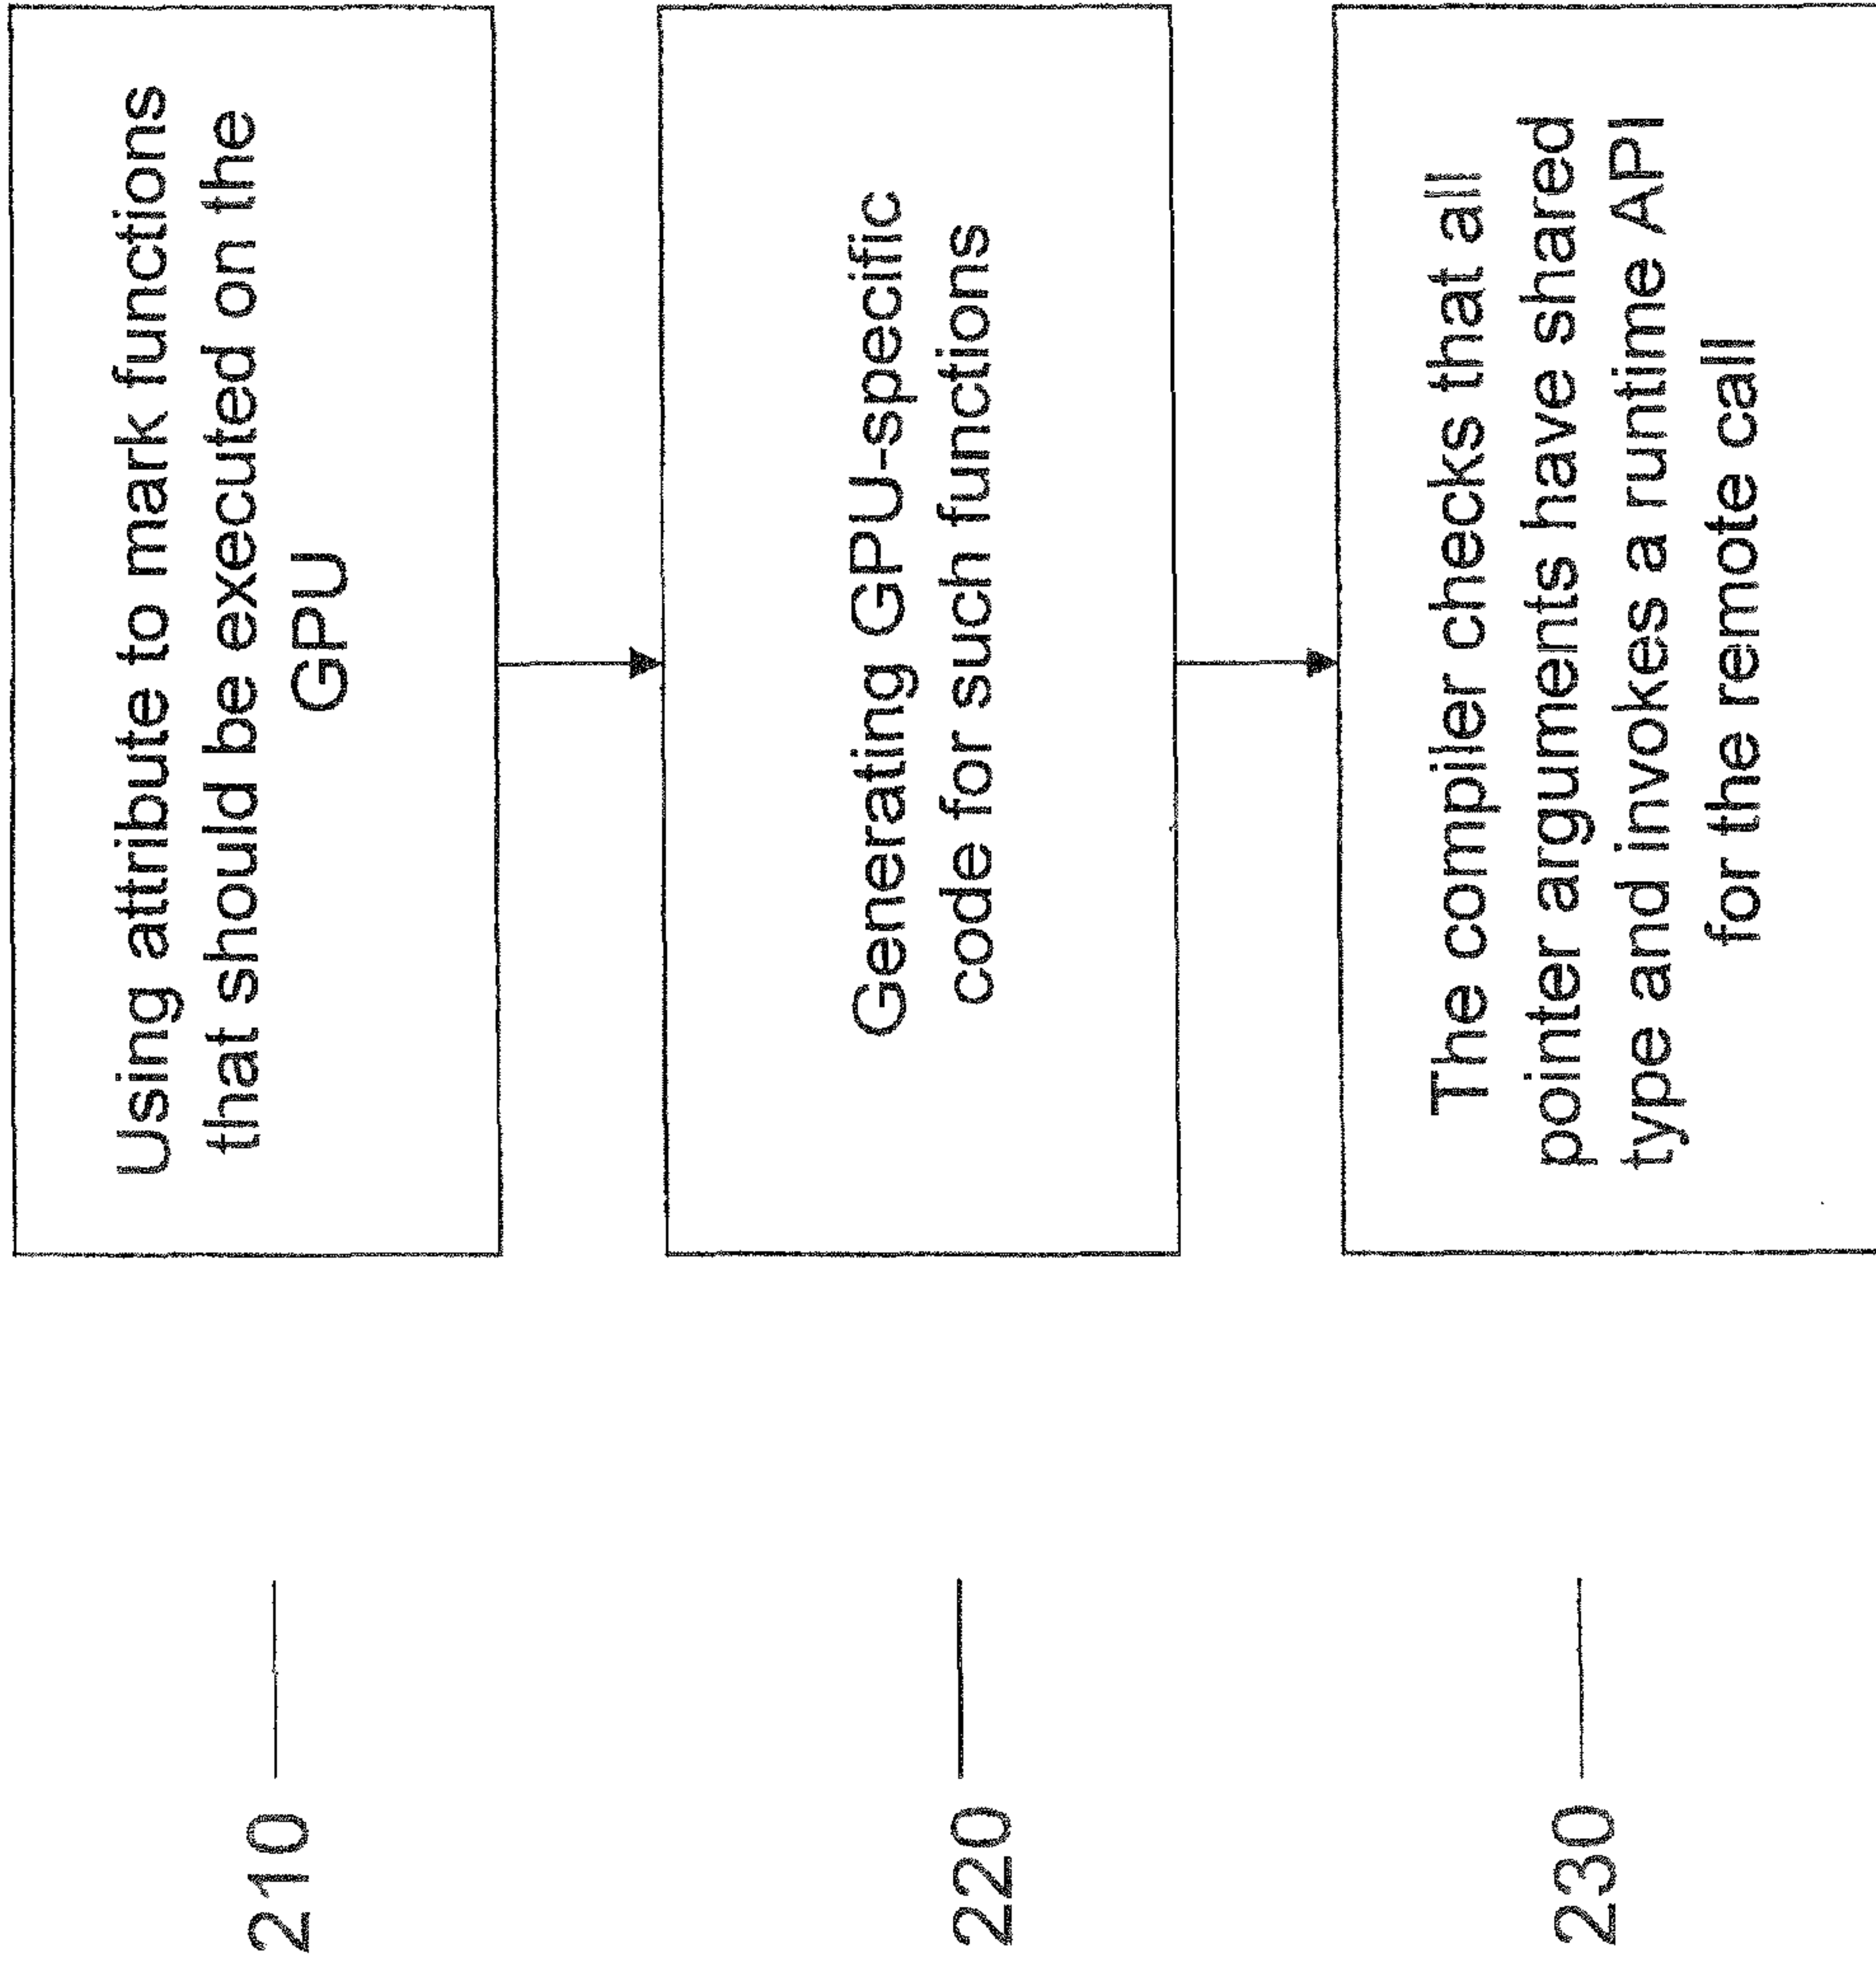 210
Using attribute to mark functions
that should be executed on the
GPU
220
Generating GPU-specific
code for such functions
230
The compiler checks that all
pointer arguments have shared
type and invokes a runtime API
for the remote call